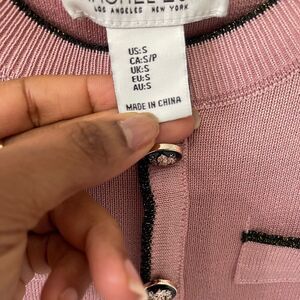 LOS ANGELES NEW YORK
US:S
CA:S/P
UK:S
EU:S
AU:S
MADE IN CHINA